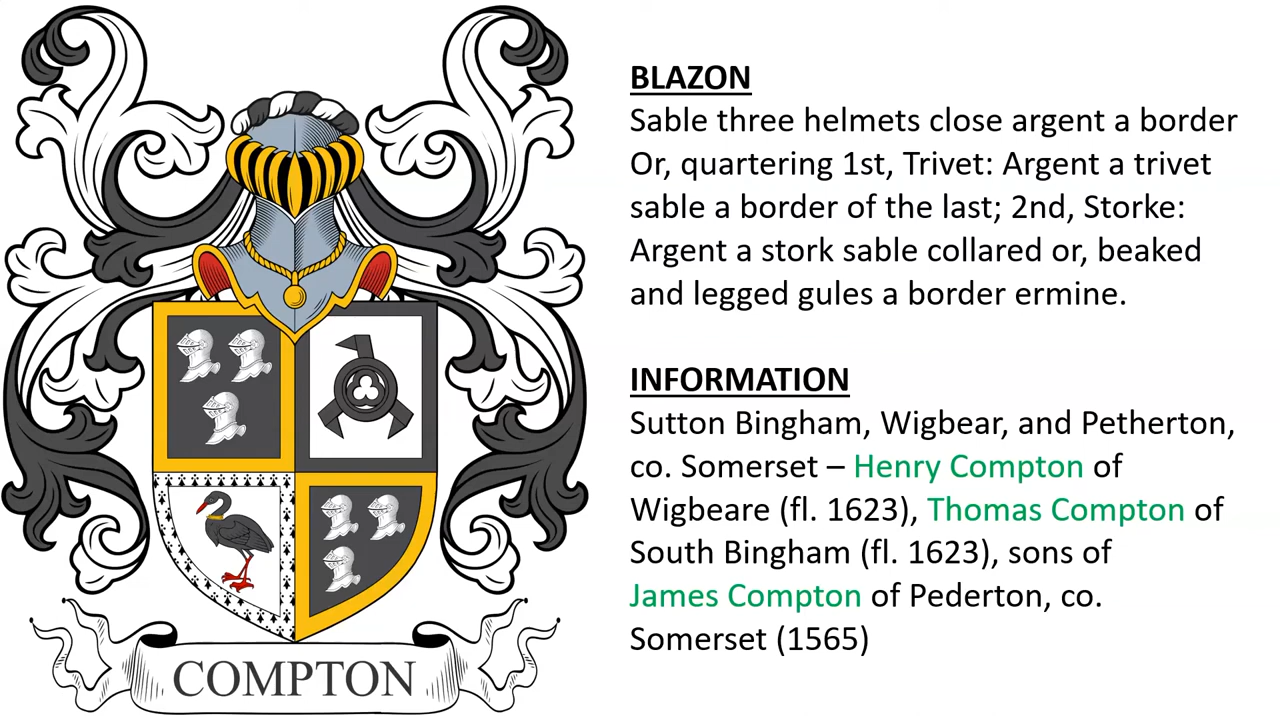 BLAZON
Sable three helmets close argent a border
Or, quartering 1st, Trivet: Argent a trivet
sable a border of the last; 2nd, Storke:
Argent a stork sable collared or, beaked
and legged gules a border ermine.
INFORMATION
Sutton Bingham, Wigbear, and Petherton,
co. Somerset – Henry Compton of
Wigbeare (fl. 1623), Thomas Compton of
South Bingham (fl. 1623), sons of
James Compton of Pederton, co.
Somerset (1565)
COMPTON